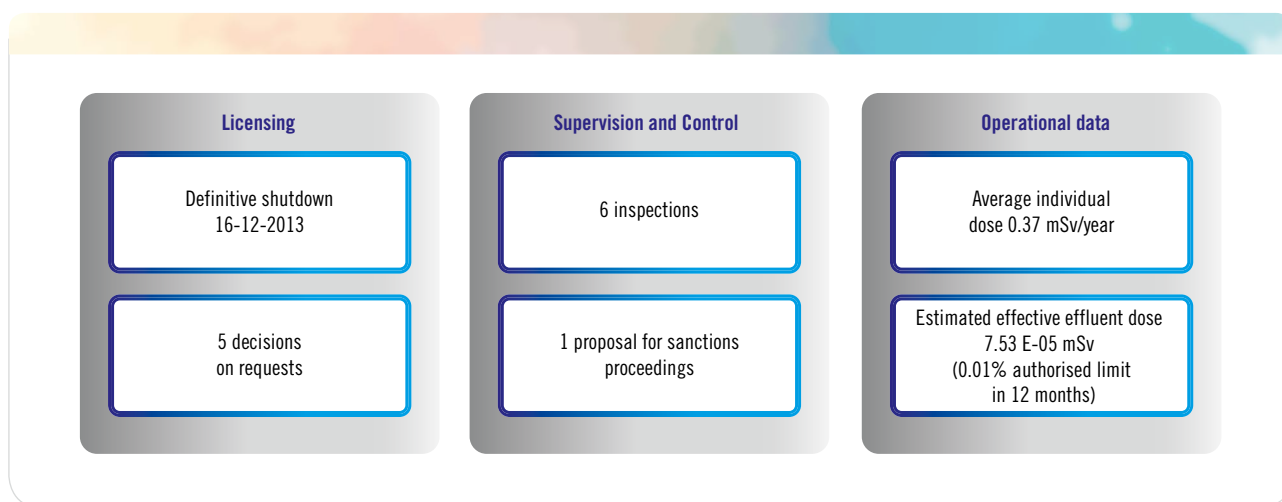 Licensing
Definitive shutdown
16-12-2013
5 decisions
on requests
Supervision and Control
6 inspections
1 proposal for sanctions
proceedings
Operational data
Average individual
dose 0.37 mSv/year
Estimated effective effluent dose
7.53 E-05 mSv
(0.01% authorised limit
in 12 months)